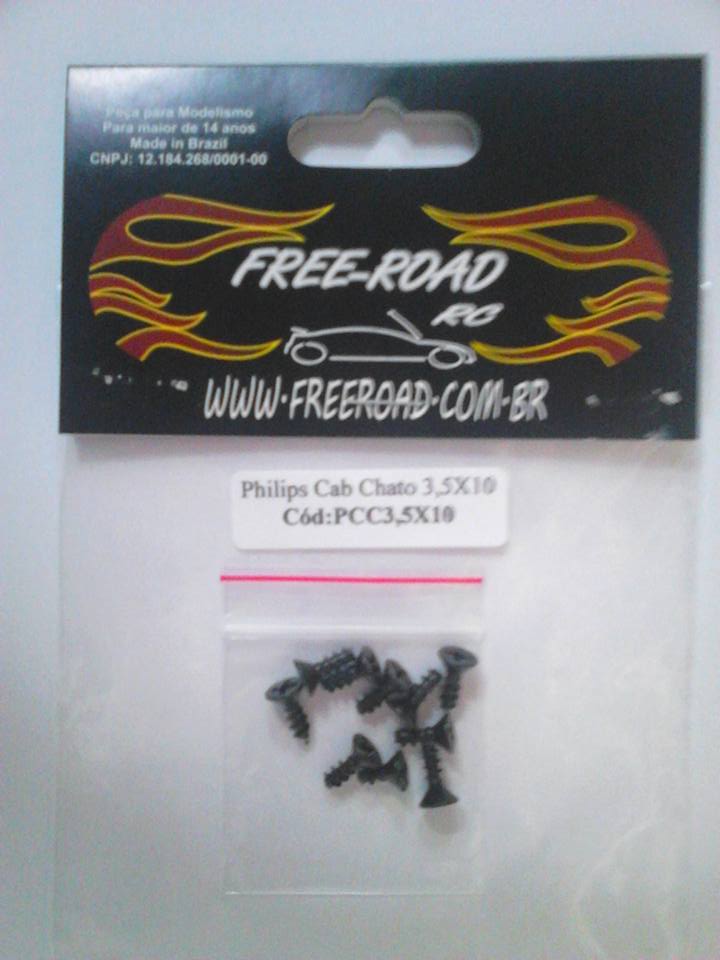 Peça para Modelismo
Para maior de 14 anos
Made in Brazil
CNPJ: 12.184.268/0001-00
FREE-ROAD
RC
WWW.FREEROAD.COM.BR
Philips Cab Chato 3,5X10
Cód:PCC3,5X10